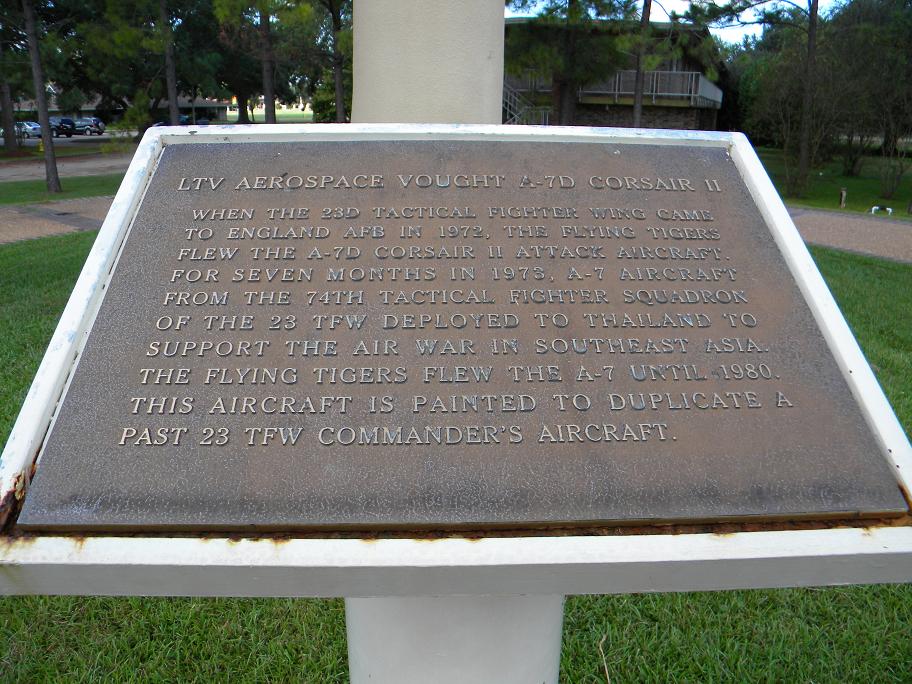 LTV AEROSPACE VOUGHT A-7D CORSAIR II
WHEN THE 23D TACTICAL FIGHTER WING CAME
TO ENGLAND AFB IN 1972, THE FLYING TIGERS
FLEW THE A-7D CORSAIR II ATTACK AIRCRAFT.
FOR SEVEN MONTHS IN 1973, A-7 AIRCRAFT
FROM THE 74TH TACTICAL FIGHTER SQUADRON
OF THE 23 TFW DEPLOYED TO THAILAND TO
SUPPORT THE AIR WAR IN SOUTHEAST ASIA.
THE FLYING TIGERS FLEW THE A-7 UNTIL 1980.
THIS AIRCRAFT IS PAINTED TO DUPLICATE A
PAST 23 TFW COMMANDER'S AIRCRAFT.